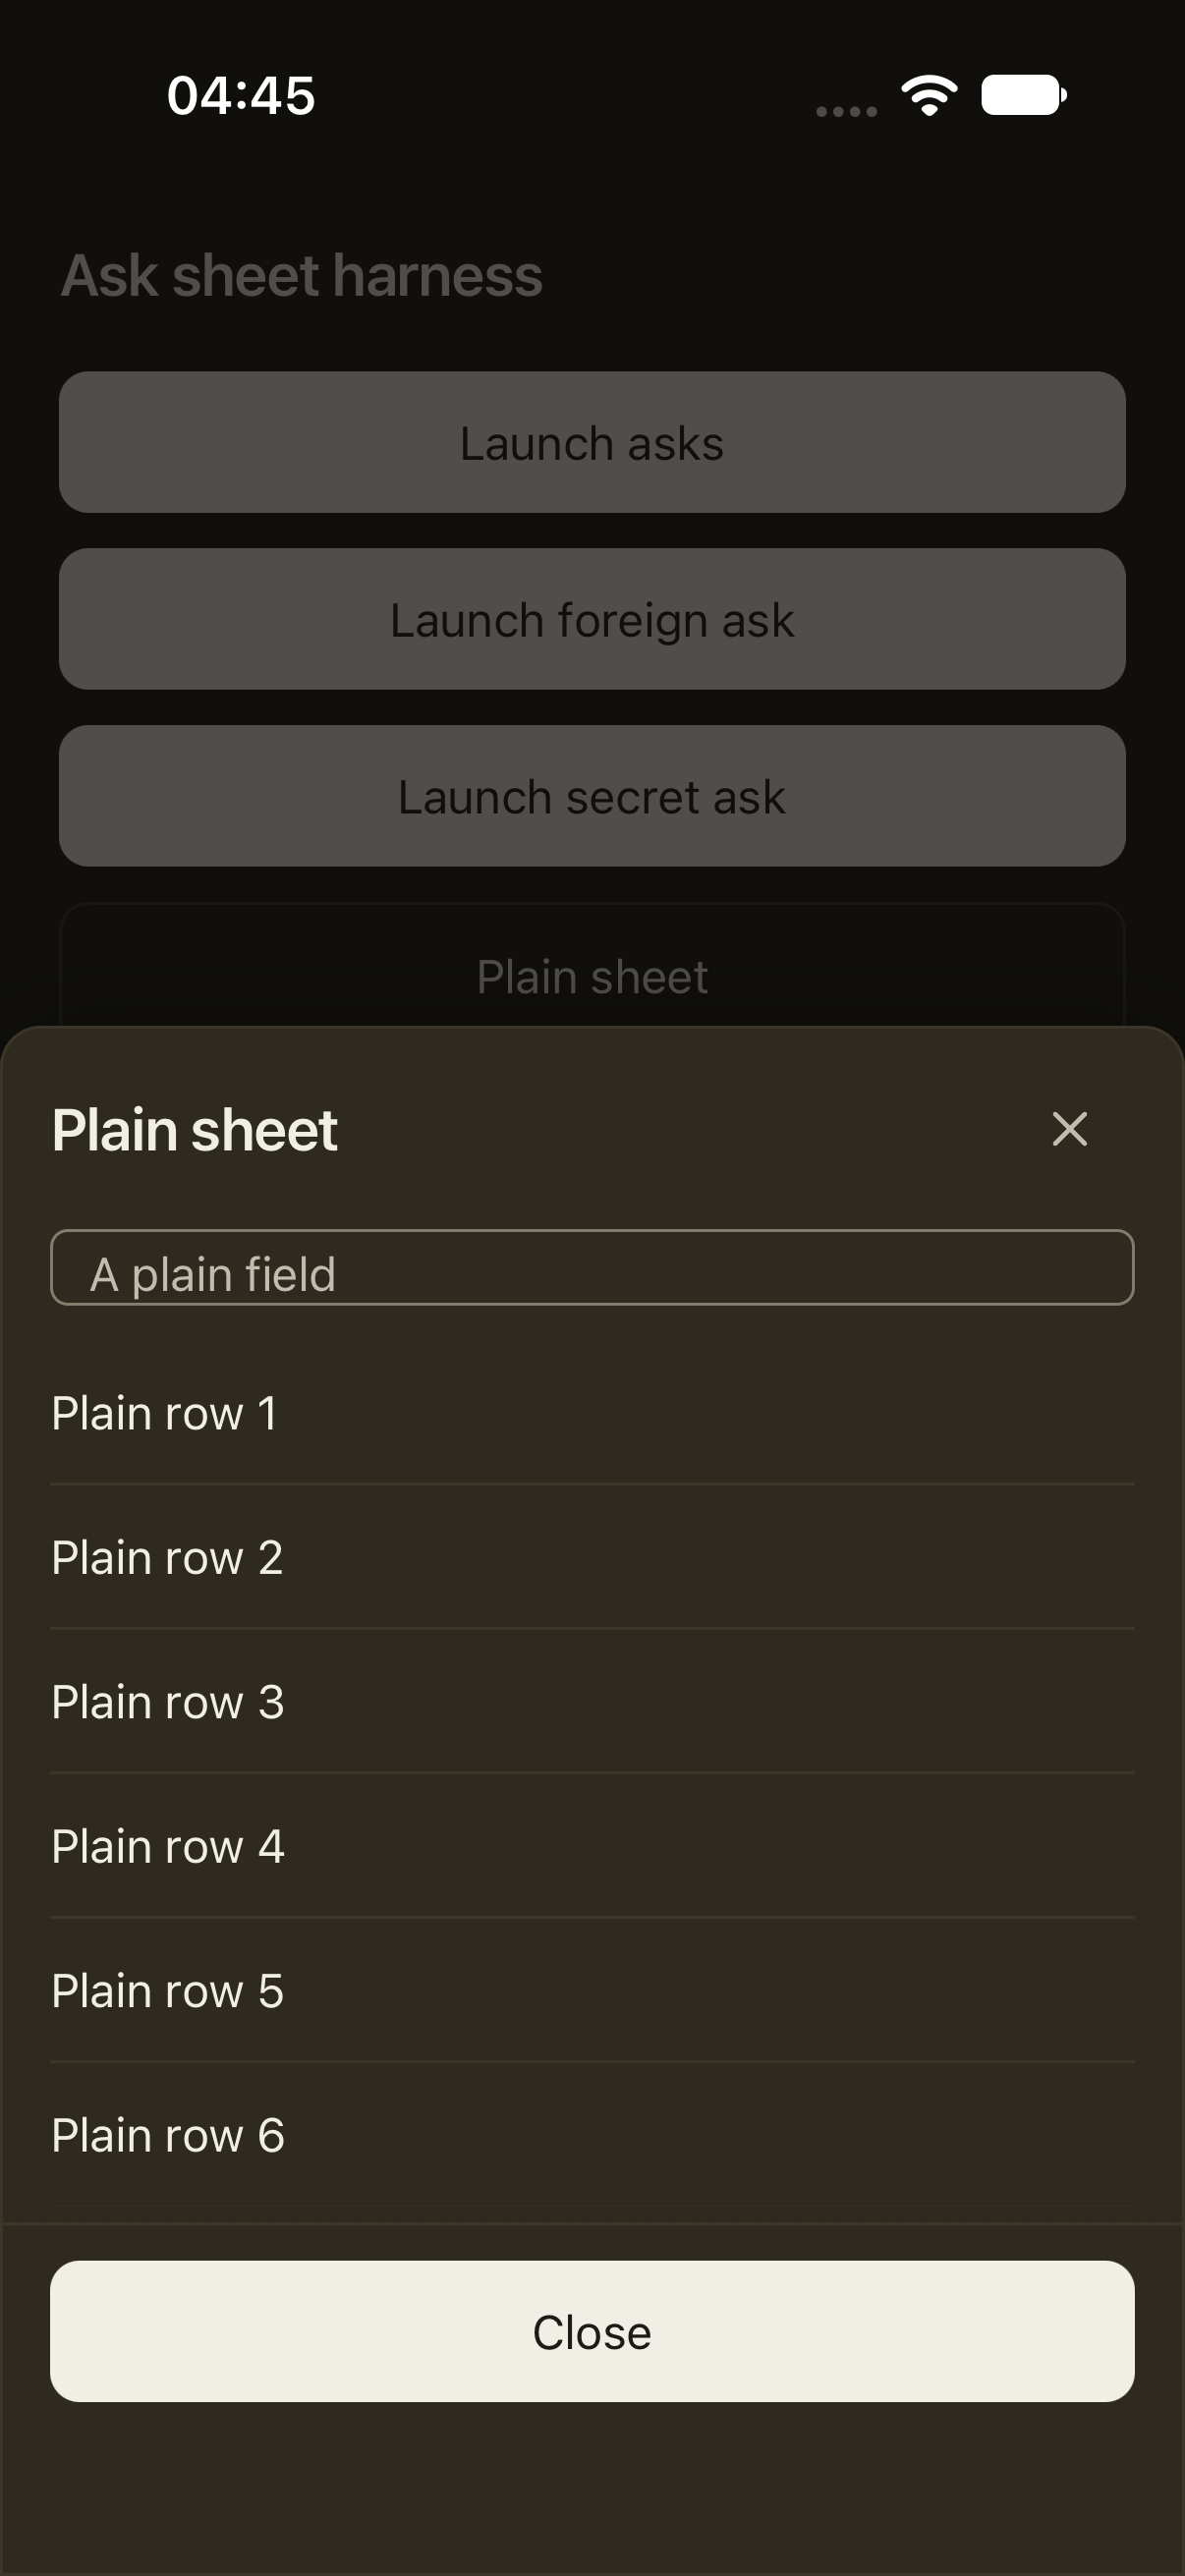 04:45
Ask sheet harness
Launch asks
Launch foreign ask
Launch secret ask
Plain sheet
Plain sheet
A plain field
Plain row 1
Plain row 2
Plain row 3
Plain row 4
Plain row 5
Plain row 6
Close